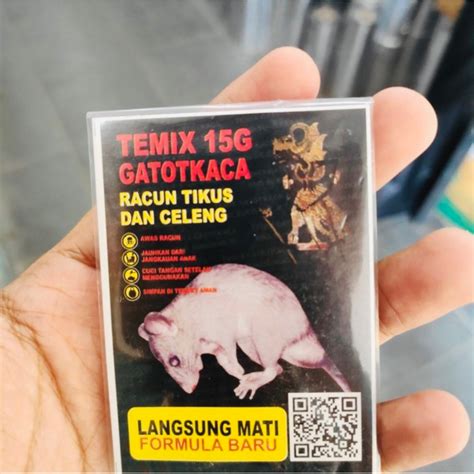 TEMIX 15G
GATOTKACA
RACUN TIKUS
DAN CELENG
AWAS RACUN
JAUHKAN DARI
JANGKAUAN ANAK
CUCI TANGAN SETELAH
MENGGUNAKAN
SIMPAN DI TEMPAT AMAN
LANGSUNG MATI
FORMULA BARU